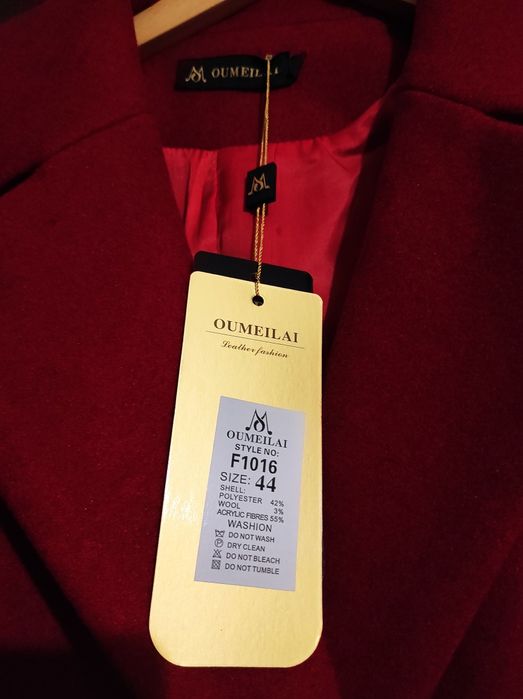 OUMEIL
OUMEILAI
Leather fashion
OUMEILAI
STYLE NO:
F1016
SIZE: 44
SHELL:
POLYESTER 42%
WOOL 3%
ACRYLIC FIBRES 55%
WASHION
DO NOT WASH
DRY CLEAN
DO NOT BLEACH
DO NOT TUMBLE